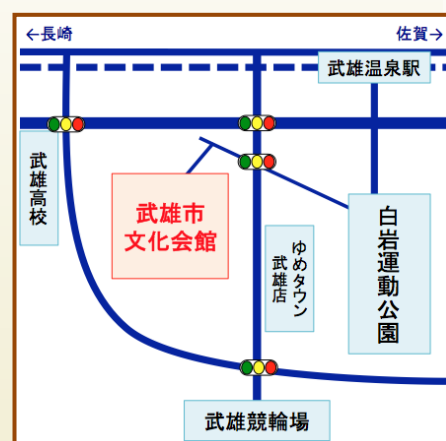 ←長崎
佐賀→
武雄温泉駅
武雄高校
武雄市
文化会館
白岩運動公園
ゆめタウン
武雄店
武雄競輪場